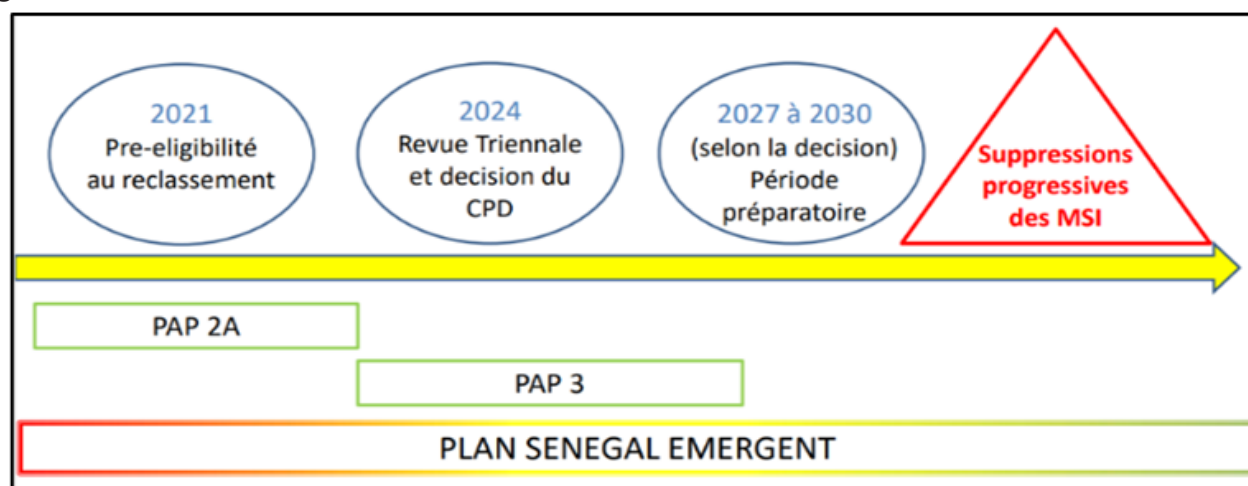 2021
Pre-eligibilité
au reclassement
2024
Revue Triennale
et decision du
CPD
2027 à 2030
(selon la decision)
Période
préparatoire
Suppressions
progressives
des MSI
PAP 2A
PAP 3
PLAN SENEGAL EMERGENT